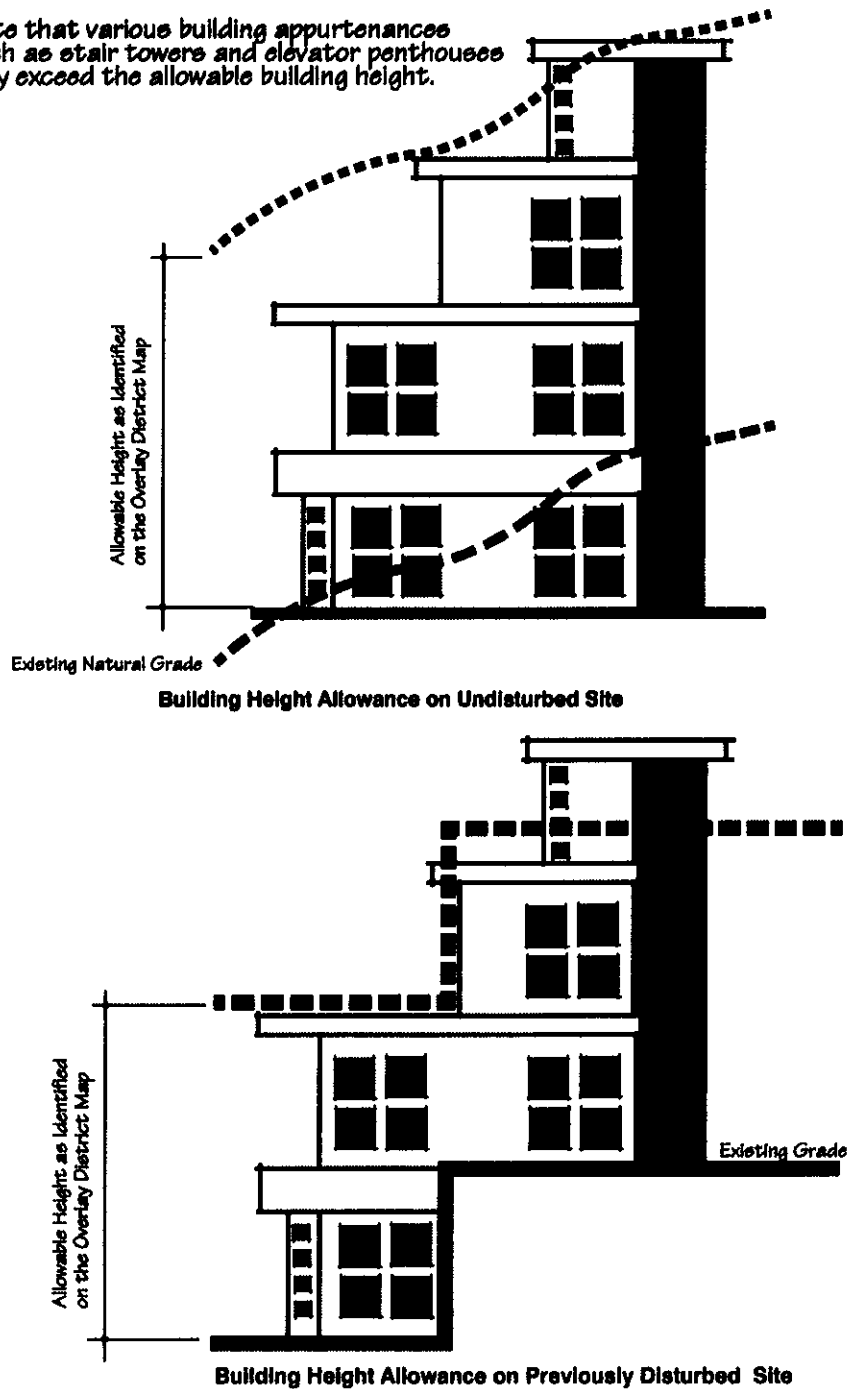 te that various building appurtenances
ch as stair towers and elevator penthouses
y exceed the allowable building height.
Allowable Height as Identified
on the Overlay District Map
Existing Natural Grade
Building Height Allowance on Undisturbed Site
Existing Grade
Allowable Height as Identified
on the Overlay District Map
Building Height Allowance on Previously Disturbed Site